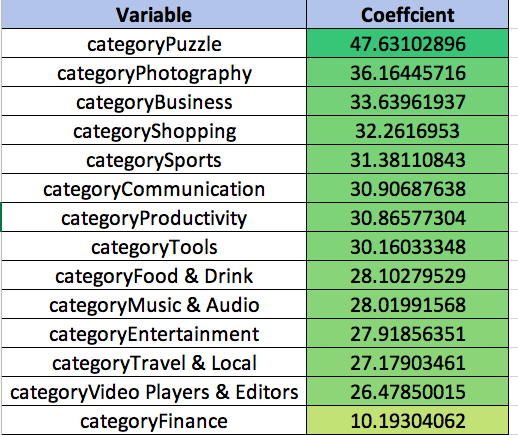 Variable Coeffcient
categoryPuzzle 47.63102896
categoryPhotography 36.16445716
categoryBusiness 33.63961937
categoryShopping 32.2616953
categorySports 31.38110843
categoryCommunication 30.90687638
categoryProductivity 30.86577304
categoryTools 30.16033348
categoryFood & Drink 28.10279529
categoryMusic & Audio 28.01991568
categoryEntertainment 27.91856351
categoryTravel & Local 27.17903461
categoryVideo Players & Editors 26.47850015
categoryFinance 10.19304062